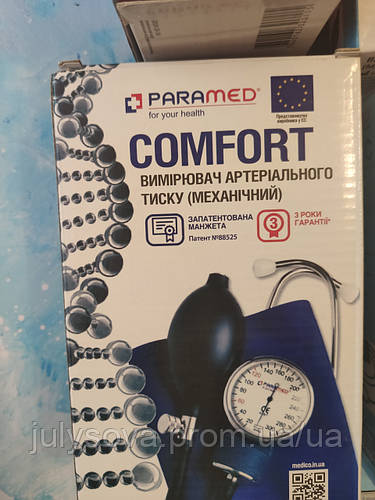 PARAMED®
for your health
Представництво
виробника у ЄС
COMFORT
ВИМІРЮВАЧ АРТЕРІАЛЬНОГО
ТИСКУ (МЕХАНІЧНИЙ)
ЗАПАТЕНТОВАНА
МАНЖЕТА
Патент №88525
3
3 РОКИ
ГАРАНТІЇ*
PARAMED
julysova.prom.ua
medico.in.ua